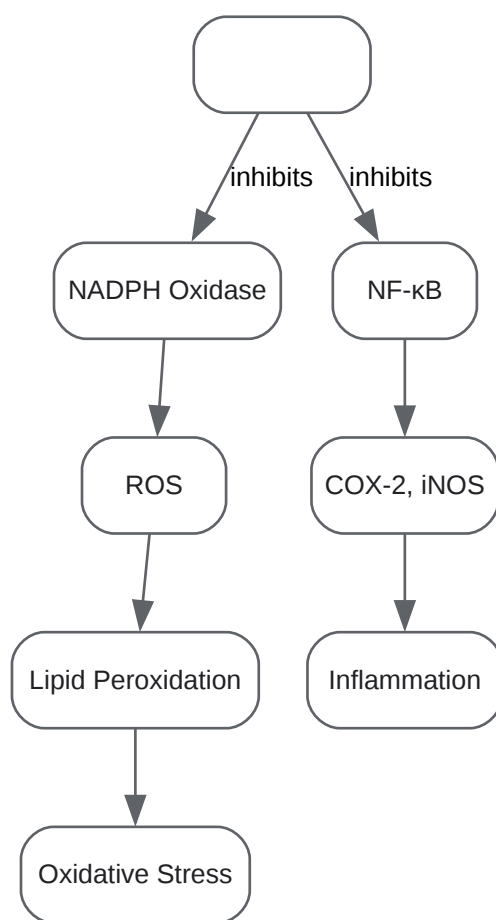 inhibits inhibits
NADPH Oxidase NF-κB
ROS COX-2, iNOS
Lipid Peroxidation Inflammation
Oxidative Stress